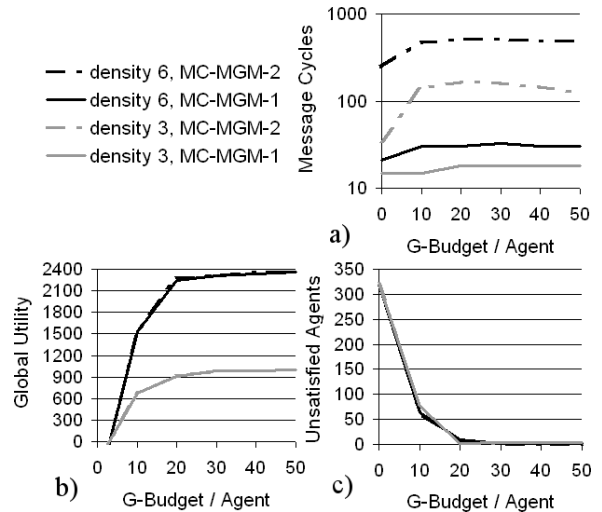 density 6, MC-MGM-2
density 6, MC-MGM-1
density 3, MC-MGM-2
density 3, MC-MGM-1
Message Cycles
1000
100
10
0 10 20 30 40 50
G-Budget / Agent
a)
Global Utility
2400
2100
1800
1500
1200
900
600
300
0
0 10 20 30 40 50
G-Budget / Agent
b)
Unsatisfied Agents
350
300
250
200
150
100
50
0
0 10 20 30 40 50
G-Budget / Agent
c)